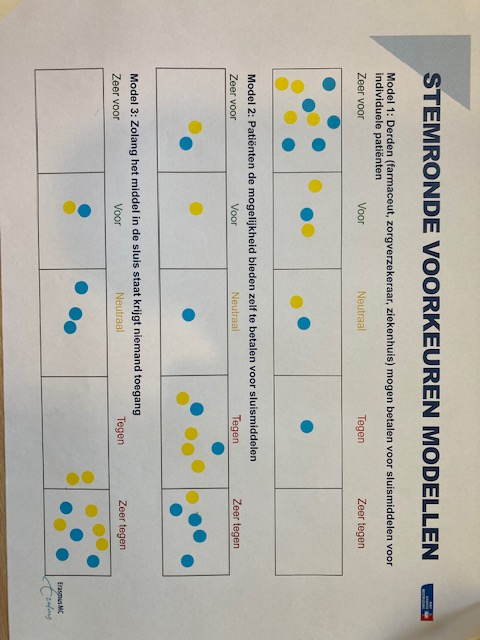 STEMRONDE VOORKEUREN MODELLEN
Model 1: Derden (farmaceut, zorgverzekeraar, ziekenhuis) mogen betalen voor sluismiddelen voor
individuele patiënten
Zeer voor Voor Neutraal Tegen Zeer tegen
Model 2: Patiënten de mogelijkheid bieden zelf te betalen voor sluismiddelen
Zeer voor Voor Neutraal Tegen Zeer tegen
Model 3: Zolang het middel in de sluis staat krijgt niemand toegang
Zeer voor Voor Neutraal Tegen Zeer tegen
Erasmus MC
Erasmus